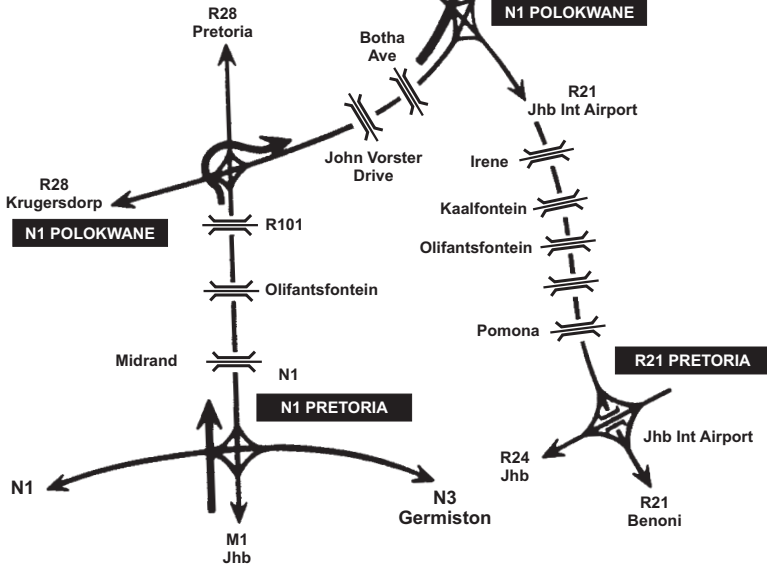 R28
Pretoria
N1 POLOKWANE
Botha
Ave
R21
Jhb Int Airport
John Vorster
Drive
Irene
R28
Krugersdorp
Kaalfontein
N1 POLOKWANE
R101
Olifantsfontein
Olifantsfontein
Pomona
Midrand
N1
R21 PRETORIA
N1 PRETORIA
Jhb Int Airport
R24
Jhb
N1
N3
Germiston
R21
Benoni
M1
Jhb